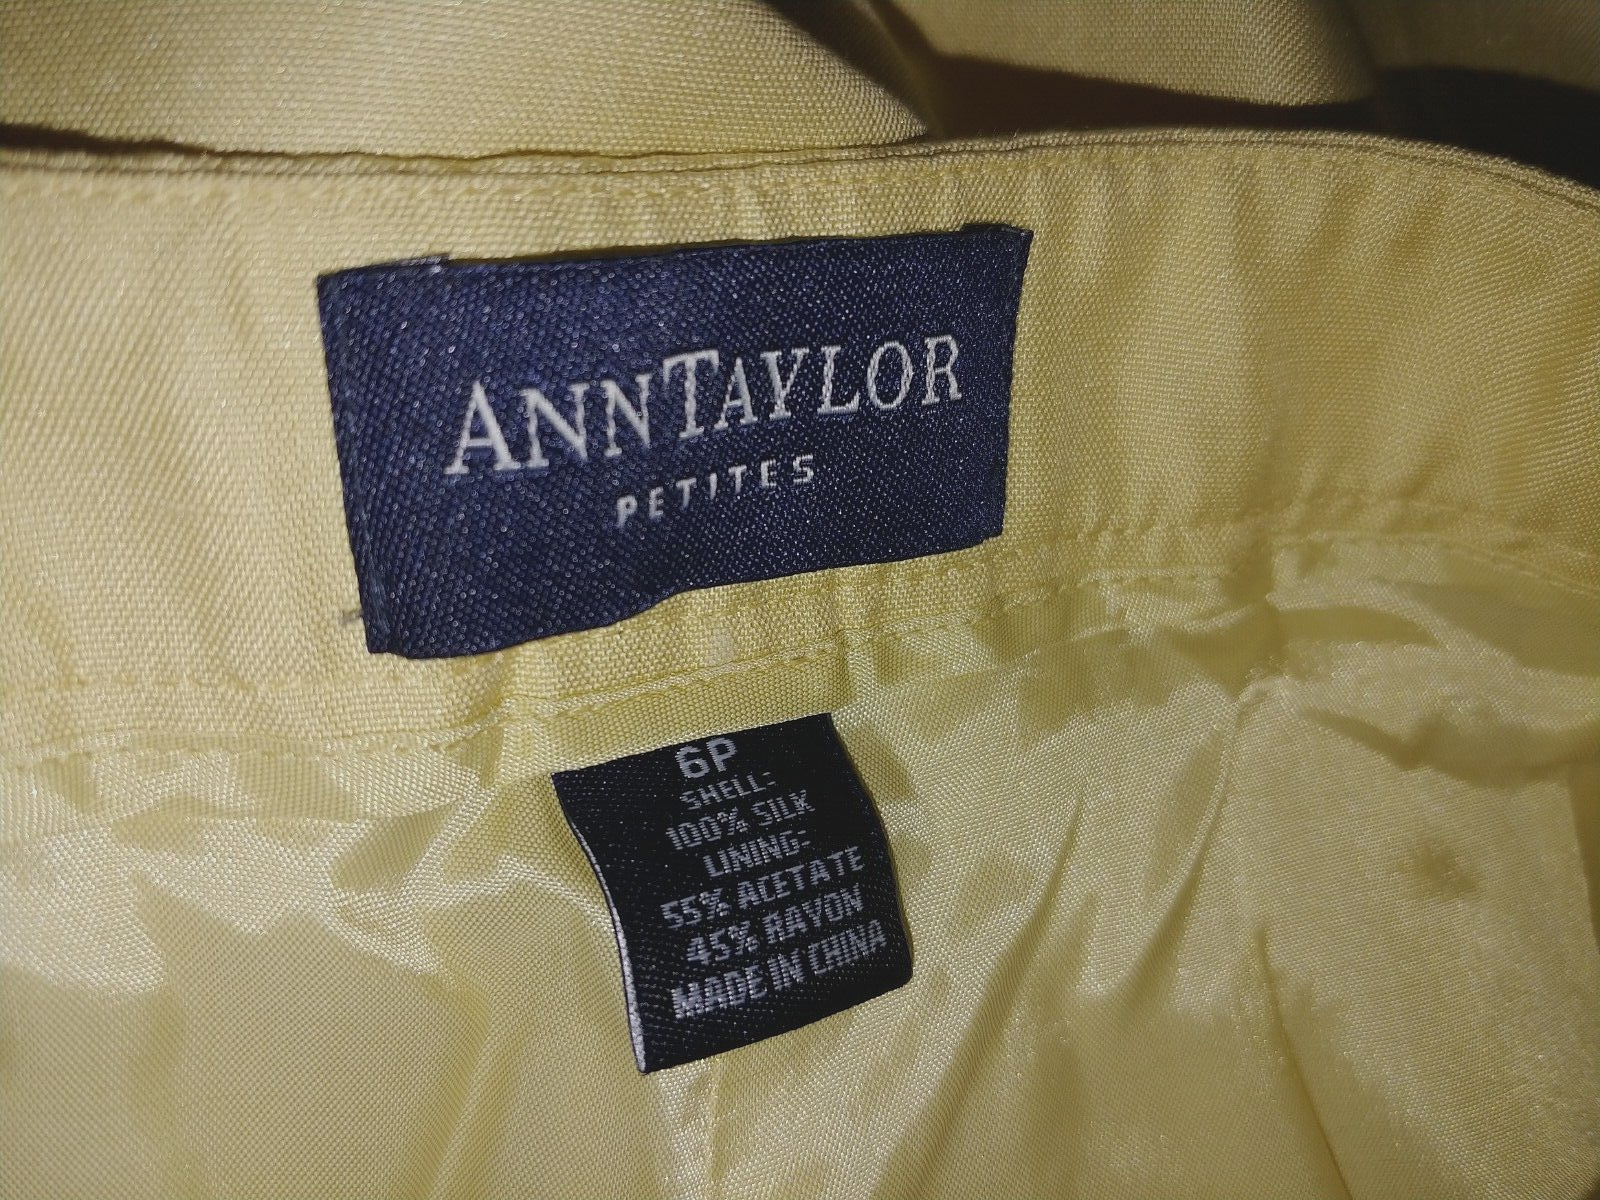 ANNTAYLOR
PETITES
6P
SHELL:
100% SILK
LINING:
55% ACETATE
45% RAYON
MADE IN CHINA